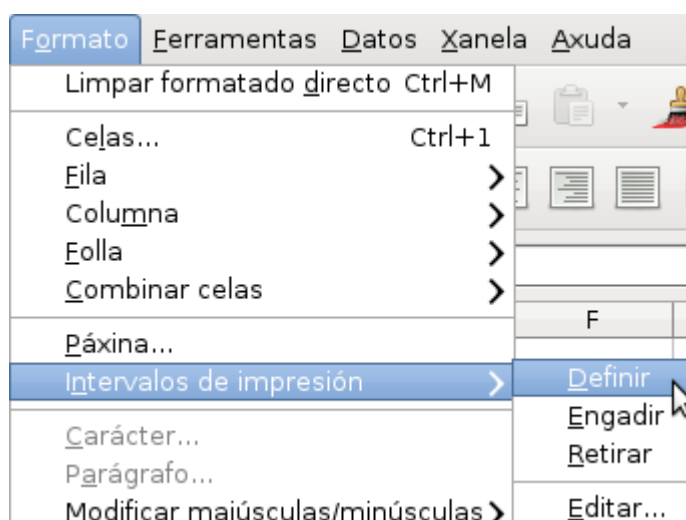 Formato Ferramentas Datos Xanela Axuda
Limpar formatado directo Ctrl+M
Celas... Ctrl+1
Fila
Columna
Folla
Combinar celas
F
Páxina...
Intervalos de impresión
Definir
Engadir
Retirar
Editar...
Carácter...
Parágrafo...
Modificar maiúsculas/minúsculas